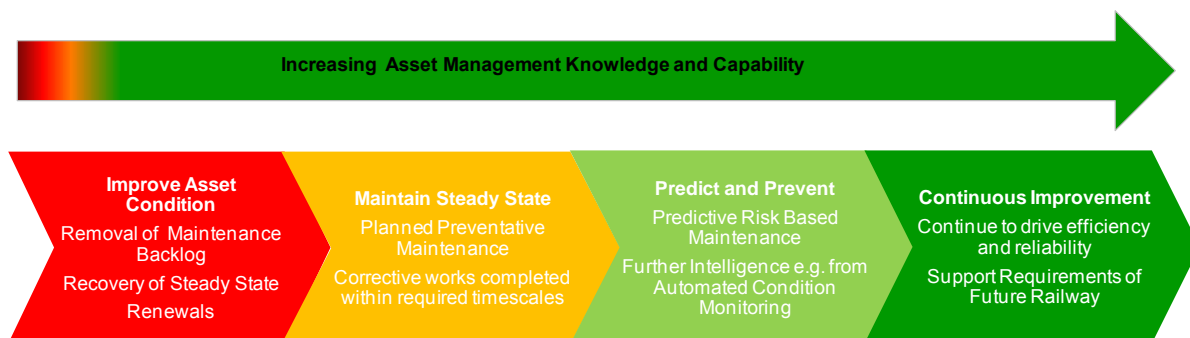 Increasing Asset Management Knowledge and Capability
Improve Asset
Condition
Removal of Maintenance
Backlog
Recovery of Steady State
Renewals
Maintain Steady State
Planned Preventative
Maintenance
Corrective works completed
within required timescales
Predict and Prevent
Predictive Risk Based
Maintenance
Further Intelligence e.g. from
Automated Condition
Monitoring
Continuous Improvement
Continue to drive efficiency
and reliability
Support Requirements of
Future Railway